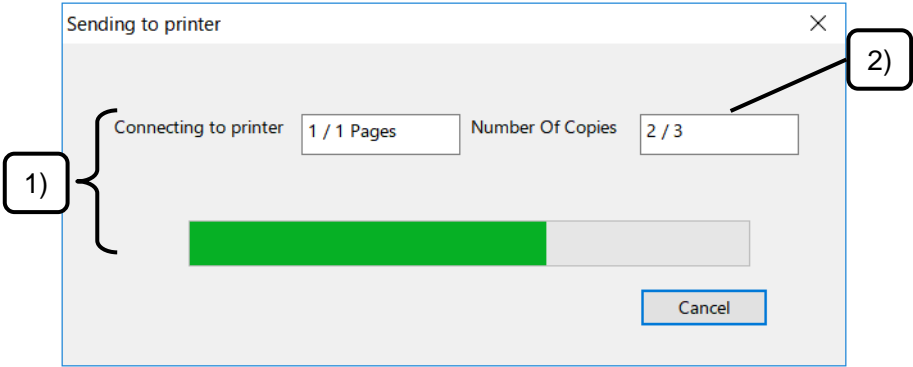 Sending to printer
2)
Connecting to printer 1 / 1 Pages Number Of Copies 2 / 3
1)
Cancel